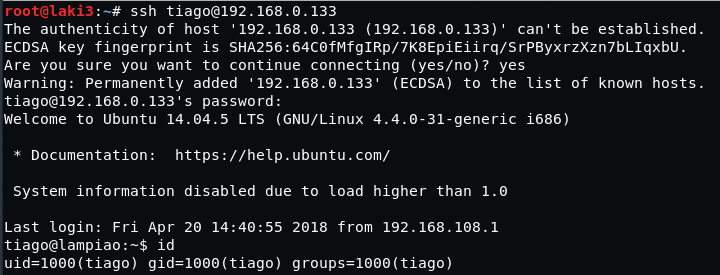 root@laki3:~# ssh tiago@192.168.0.133
The authenticity of host '192.168.0.133 (192.168.0.133)' can't be established.
ECDSA key fingerprint is SHA256:64C0fMfgIRp/7K8EpiEiirq/SrPByxrzXzn7bLIqxbU.
Are you sure you want to continue connecting (yes/no)? yes
Warning: Permanently added '192.168.0.133' (ECDSA) to the list of known hosts.
tiago@192.168.0.133's password:
Welcome to Ubuntu 14.04.5 LTS (GNU/Linux 4.4.0-31-generic i686)
* Documentation:  https://help.ubuntu.com/
System information disabled due to load higher than 1.0
Last login: Fri Apr 20 14:40:55 2018 from 192.168.108.1
tiago@lampiao:~$ id
uid=1000(tiago) gid=1000(tiago) groups=1000(tiago)